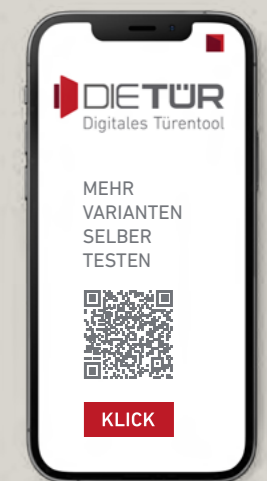 DIETÜR
Digitales Türentool
MEHR
VARIANTEN
SELBER
TESTEN
KLICK